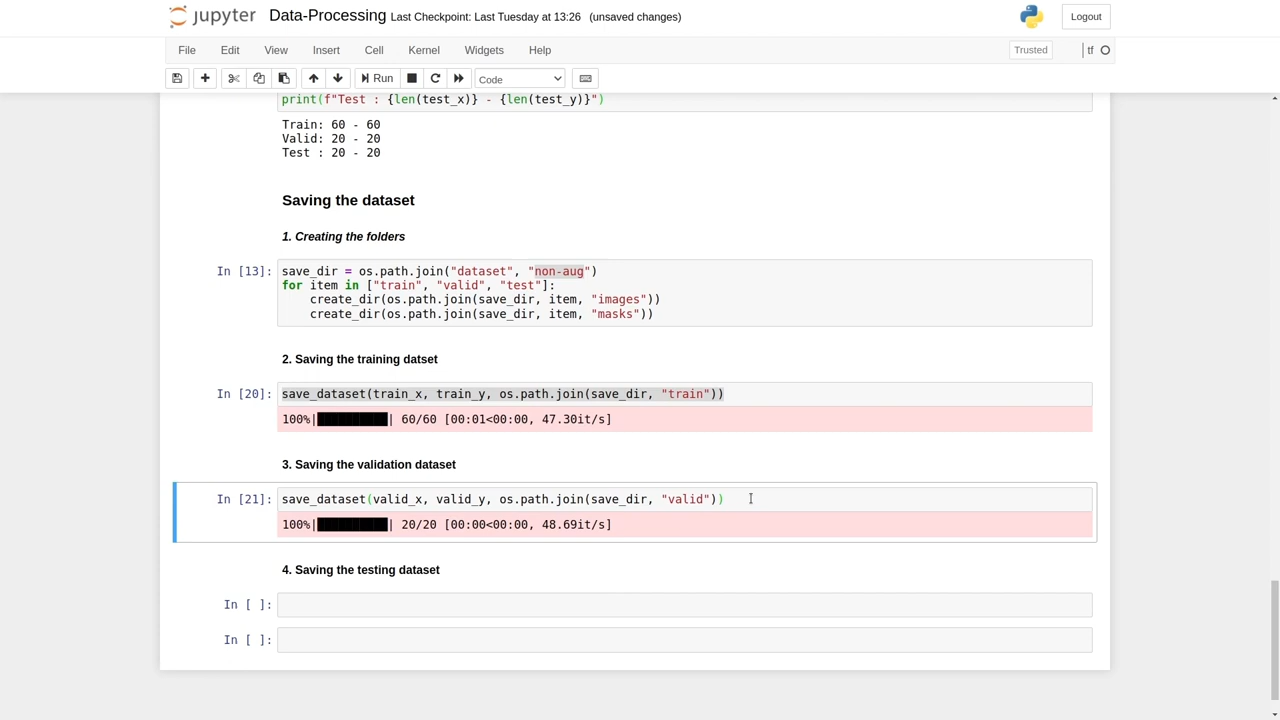 jupyter Data-Processing Last Checkpoint: Last Tuesday at 13:26 (unsaved changes) Logout
File Edit View Insert Cell Kernel Widgets Help Trusted tf
Run Code
print(f"Test : {len(test_x)} - {len(test_y)}")
Train: 60 - 60
Valid: 20 - 20
Test : 20 - 20
Saving the dataset
1. Creating the folders
In [13]: save_dir = os.path.join("dataset", "non-aug")
for item in ["train", "valid", "test"]:
    create_dir(os.path.join(save_dir, item, "images"))
    create_dir(os.path.join(save_dir, item, "masks"))
2. Saving the training datset
In [20]: save_dataset(train_x, train_y, os.path.join(save_dir, "train"))
100%|██████████| 60/60 [00:01<00:00, 47.30it/s]
3. Saving the validation dataset
In [21]: save_dataset(valid_x, valid_y, os.path.join(save_dir, "valid"))
100%|██████████| 20/20 [00:00<00:00, 48.69it/s]
4. Saving the testing dataset
In [ ]:
In [ ]: